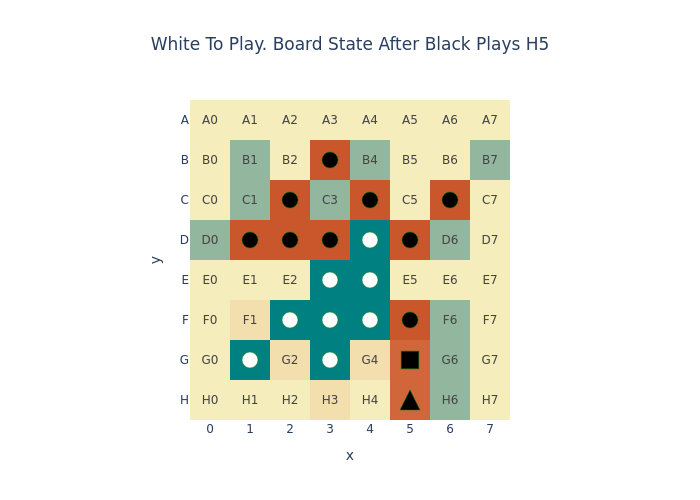 White To Play. Board State After Black Plays H5
A A0 A1 A2 A3 A4 A5 A6 A7
B B0 B1 B2 B4 B5 B6 B7
C C0 C1 C3 C5 C7
D D0 D6 D7
E E0 E1 E2 E5 E6 E7
F F0 F1 F6 F7
G G0 G2 G4 G6 G7
H H0 H1 H2 H3 H4 H6 H7
0 1 2 3 4 5 6 7
x
y